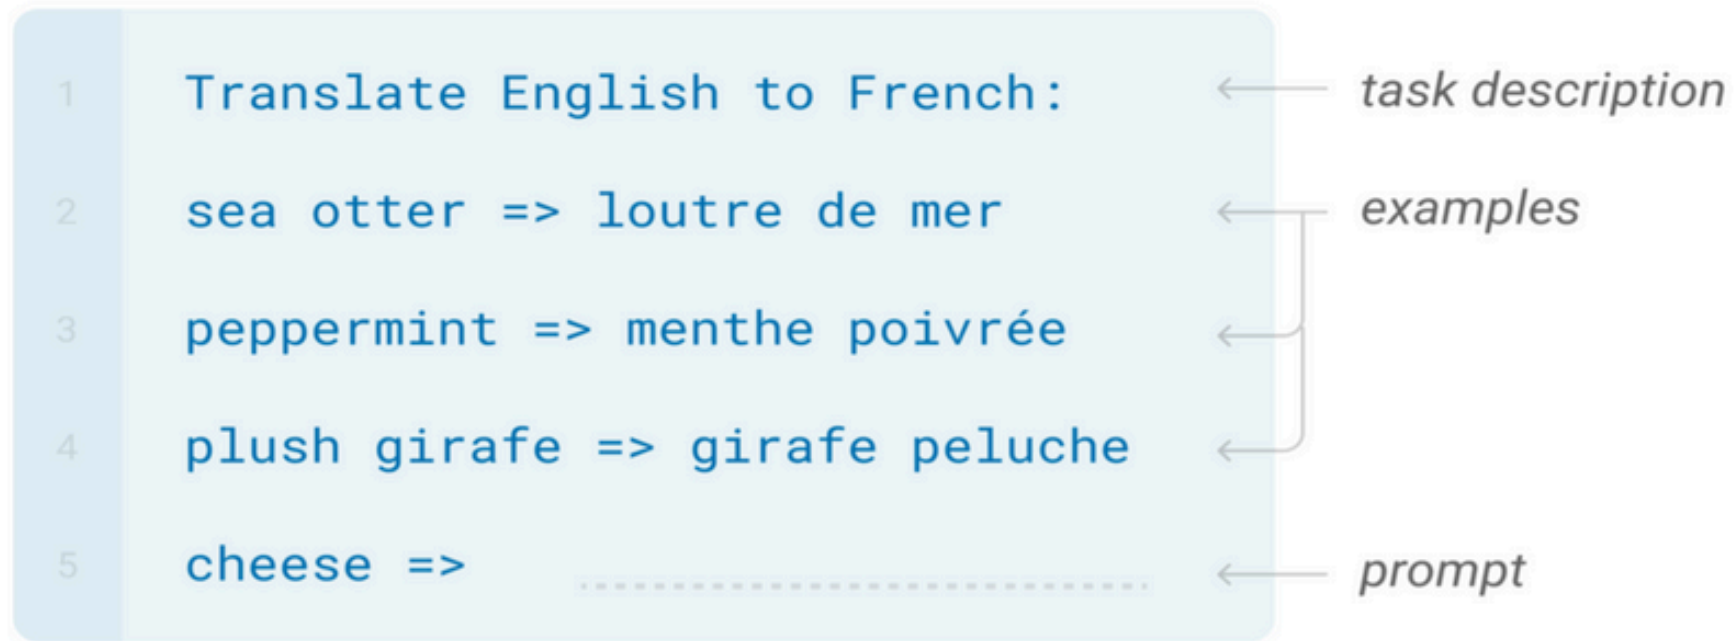 1 Translate English to French: task description
2 sea otter => loutre de mer examples
3 peppermint => menthe poivrée
4 plush girafe => girafe peluche
5 cheese => prompt